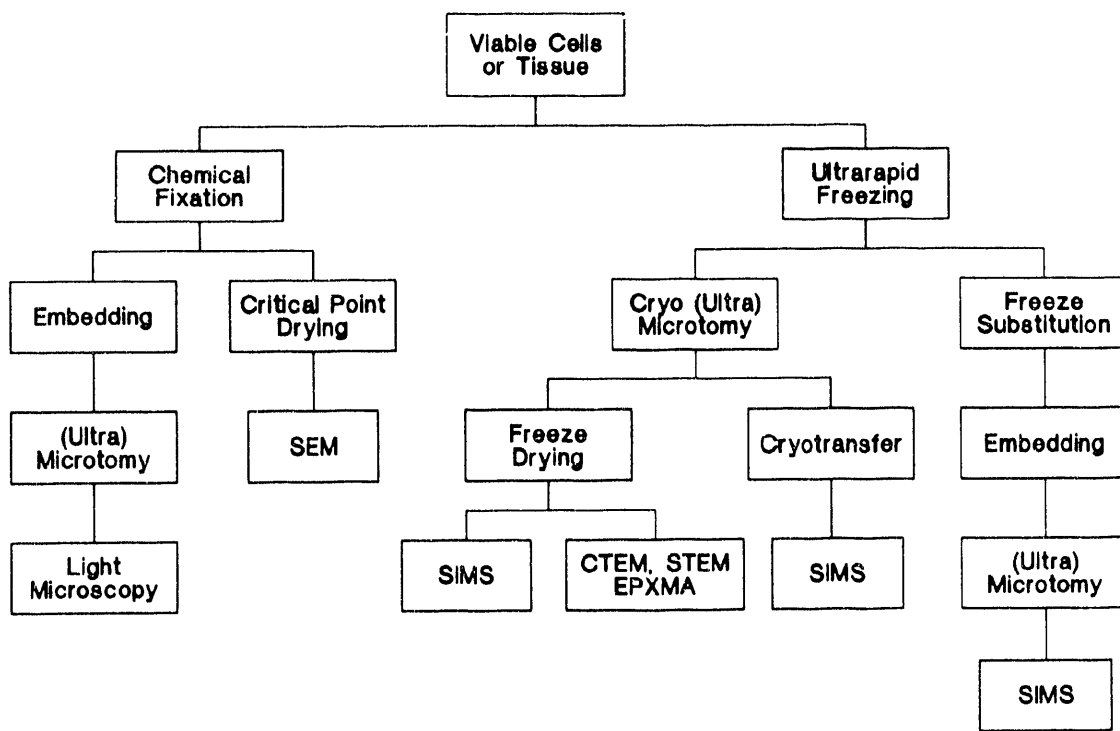 Viable Cells
or Tissue
Chemical
Fixation
Ultrarapid
Freezing
Embedding
Critical Point
Drying
Cryo (Ultra)
Microtomy
Freeze
Substitution
(Ultra)
Microtomy
SEM
Freeze
Drying
Cryotransfer
Embedding
Light
Microscopy
SIMS
CTEM, STEM
EPXMA
SIMS
(Ultra)
Microtomy
SIMS